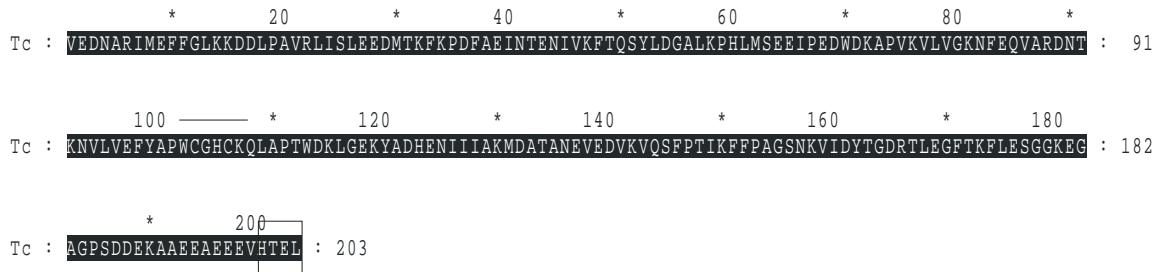 * 20 * 40 * 60 * 80 *
Tc : VEDNARIMEFFGLKKDDLPAVRLISLEEDMTKFKPDFAEINTENIVKFTQSYLDGALKPHLMSEEIPEDWDKAPVKVLVGKNFEQVARDNT : 91
100 * 120 * 140 * 160 * 180
Tc : KNVLVEFYAPWCGHCKQLAPTWDKLGEKYADHENIIIAKMDATANEVEDVKVQSFPTIKFFPAGSNKVIDYTGDRTLEGFTKFLESGGKEG : 182
* 200
Tc : AGPSDDEKAAEEAEEEVHTEL : 203